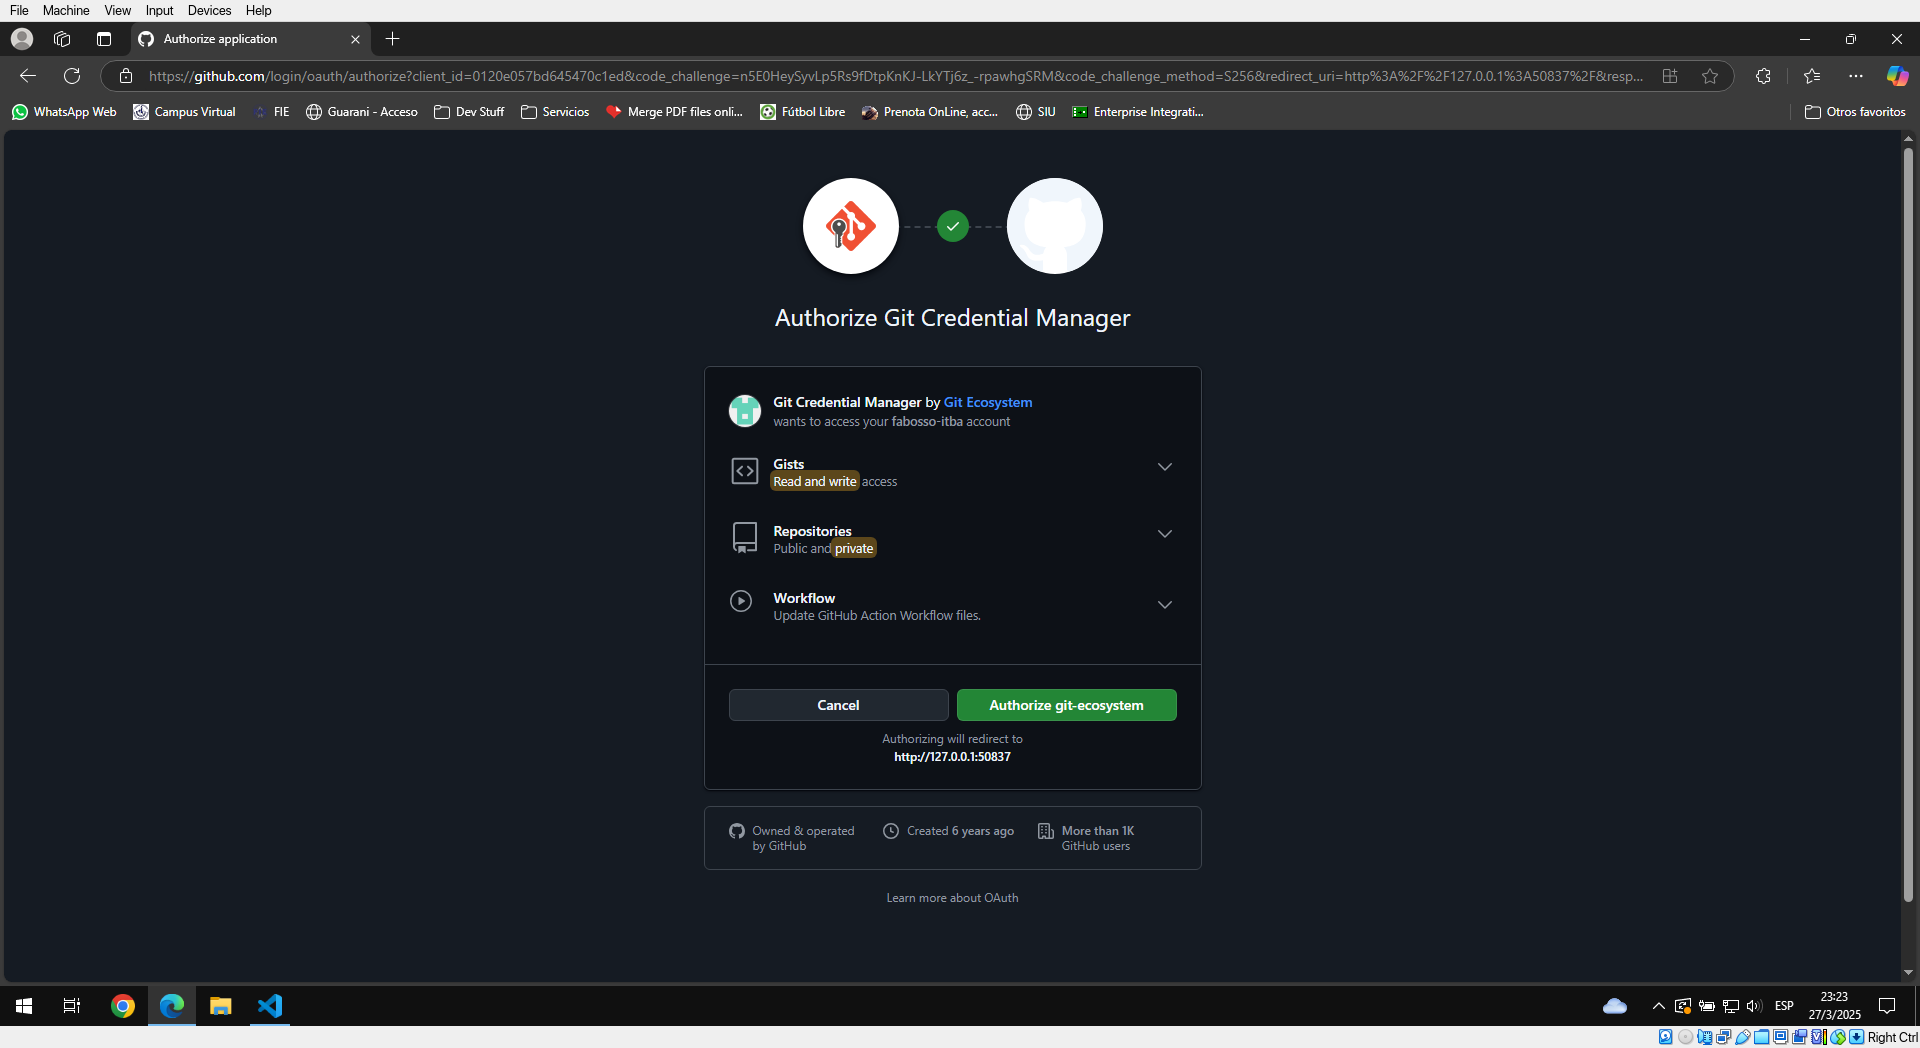 File Machine View Input Devices Help
Authorize application
https://github.com/login/oauth/authorize?client_id=0120e057bd645470c1ed&code_challenge=n5E0HeySyvLp5Rs9fDtpKnKJ-LkYTj6z_-rpawhgSRM&code_challenge_method=S256&redirect_uri=http%3A%2F%2F127.0.0.1%3A50837%2F&resp...
WhatsApp Web Campus Virtual FIE Guarani - Acceso Dev Stuff Servicios Merge PDF files onli... Fútbol Libre Prenota OnLine, acc... SIU Enterprise Integrati... Otros favoritos
Authorize Git Credential Manager
Git Credential Manager by Git Ecosystem
wants to access your fabosso-itba account
Gists
Read and write access
Repositories
Public and private
Workflow
Update GitHub Action Workflow files.
Cancel Authorize git-ecosystem
Authorizing will redirect to
http://127.0.0.1:50837
Owned & operated Created 6 years ago More than 1K
by GitHub GitHub users
Learn more about OAuth
ESP 23:23
27/3/2025
Right Ctrl